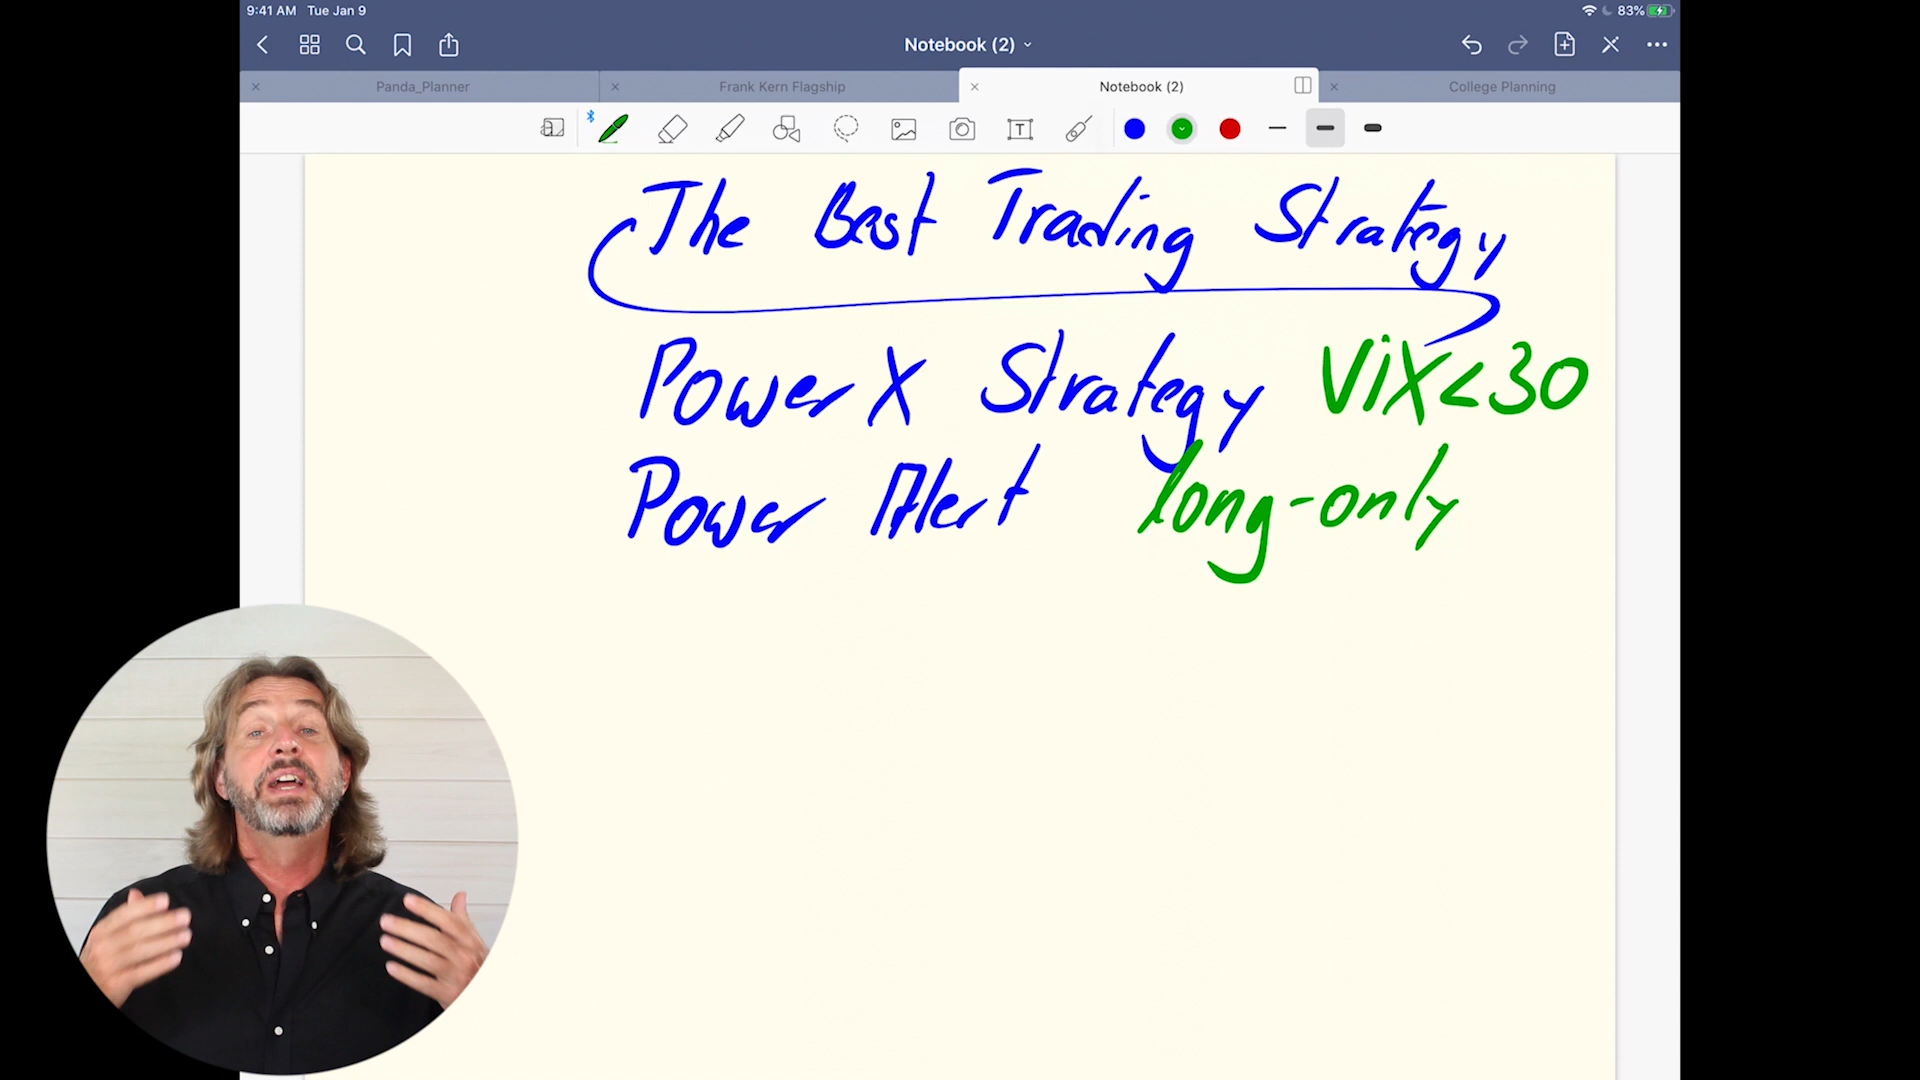 9:41 AM Tue Jan 9 83%
Notebook (2)
Panda_Planner Frank Kern Flagship Notebook (2) College Planning
T
The Best Trading Strategy
PowerX Strategy ViX<30
Power Alert long-only